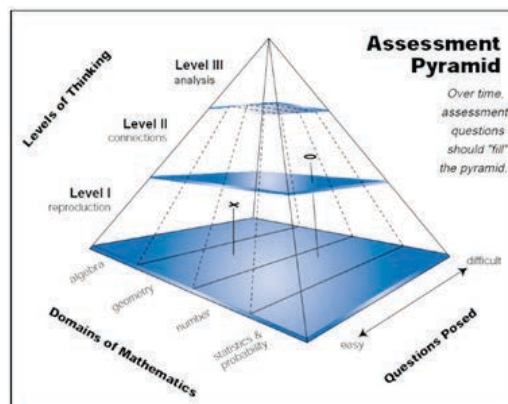 Assessment
Pyramid
Over time,
assessment
questions
should "fill"
the pyramid.
Levels of Thinking
Level III
analysis
Level II
connections
Level I
reproduction
x
o
algebra
geometry
number
statistics &
probability
Domains of Mathematics
easy
difficult
Questions Posed